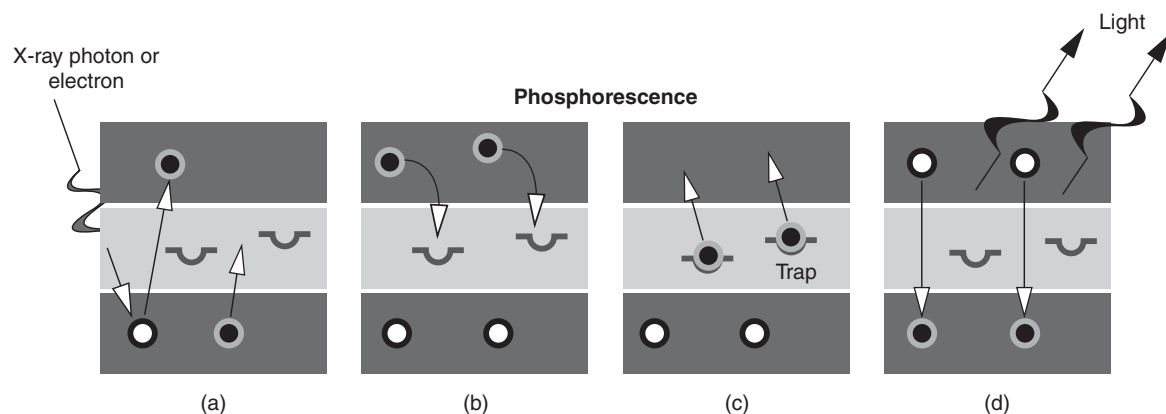 Light
X-ray photon or
electron
Phosphorescence
Trap
(a)
(b)
(c)
(d)